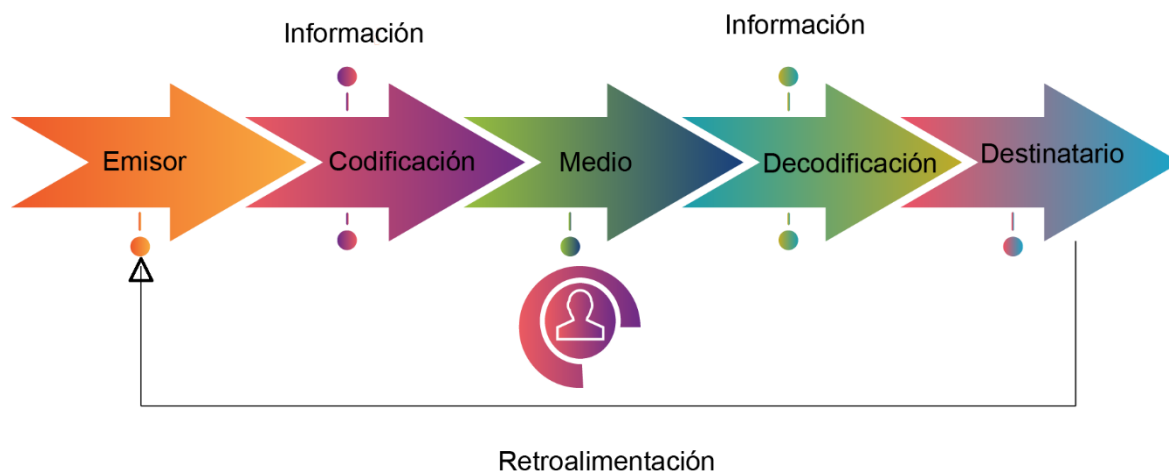 Información
Información
Emisor
Codificación
Medio
Decodificación
Destinatario
Retroalimentación